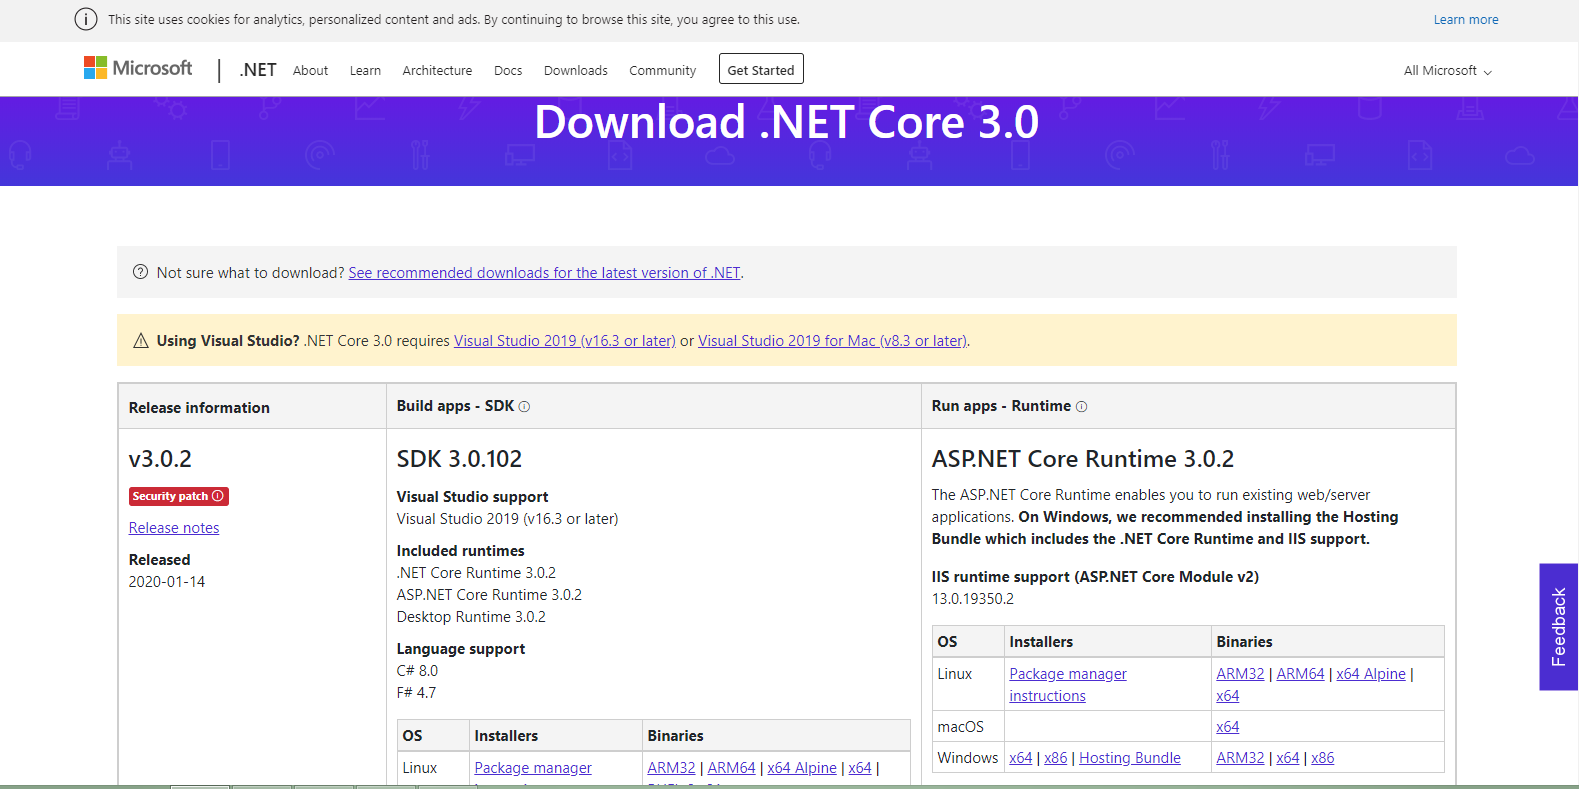 This site uses cookies for analytics, personalized content and ads. By continuing to browse this site, you agree to this use.
Learn more
Microsoft
.NET
About
Learn
Architecture
Docs
Downloads
Community
Get Started
All Microsoft
Download .NET Core 3.0
Not sure what to download? See recommended downloads for the latest version of .NET.
Using Visual Studio? .NET Core 3.0 requires Visual Studio 2019 (v16.3 or later) or Visual Studio 2019 for Mac (v8.3 or later).
Release information
v3.0.2
Security patch
Release notes
Released
2020-01-14
Build apps - SDK
SDK 3.0.102
Visual Studio support
Visual Studio 2019 (v16.3 or later)
Included runtimes
.NET Core Runtime 3.0.2
ASP.NET Core Runtime 3.0.2
Desktop Runtime 3.0.2
Language support
C# 8.0
F# 4.7
OS Installers Binaries
Linux Package manager ARM32 | ARM64 | x64 Alpine | x64 |
Run apps - Runtime
ASP.NET Core Runtime 3.0.2
The ASP.NET Core Runtime enables you to run existing web/server
applications. On Windows, we recommended installing the Hosting
Bundle which includes the .NET Core Runtime and IIS support.
IIS runtime support (ASP.NET Core Module v2)
13.0.19350.2
OS Installers Binaries
Linux Package manager ARM32 | ARM64 | x64 Alpine |
instructions x64
macOS x64
Windows x64 | x86 | Hosting Bundle ARM32 | x64 | x86
Feedback